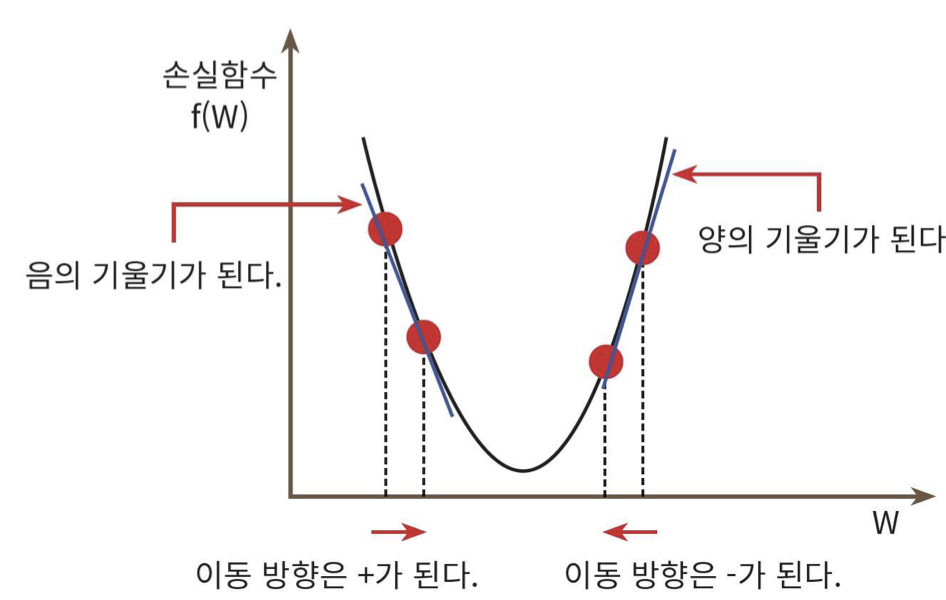 손실함수
f(W)
음의 기울기가 된다.
양의 기울기가 된다
W
이동 방향은 +가 된다.
이동 방향은 -가 된다.